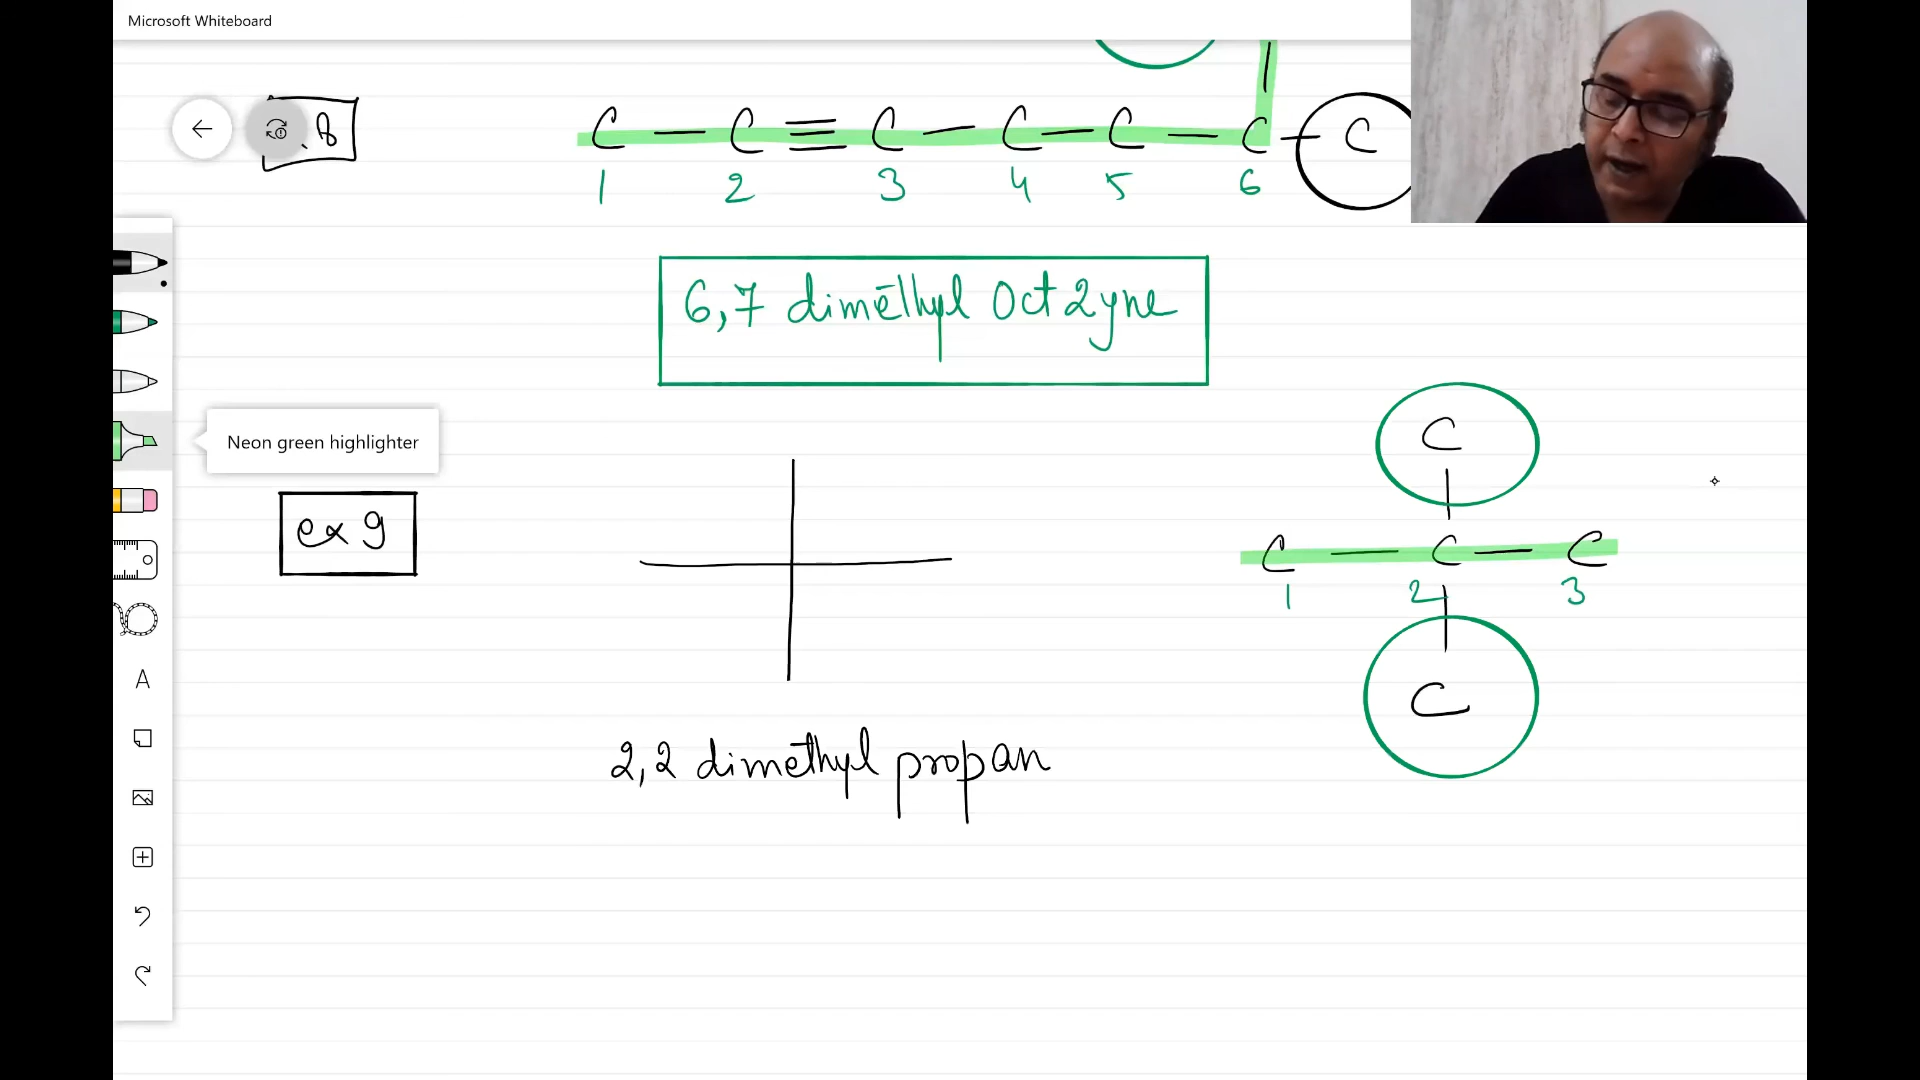 Microsoft Whiteboard
8
C — C ≡ C — C — C — C — C
1 2 3 4 5 6
6,7 dimethyl Oct 2yne
C
Neon green highlighter
ex 9
C — C — C
1 2 3
C
2,2 dimethyl propan
A